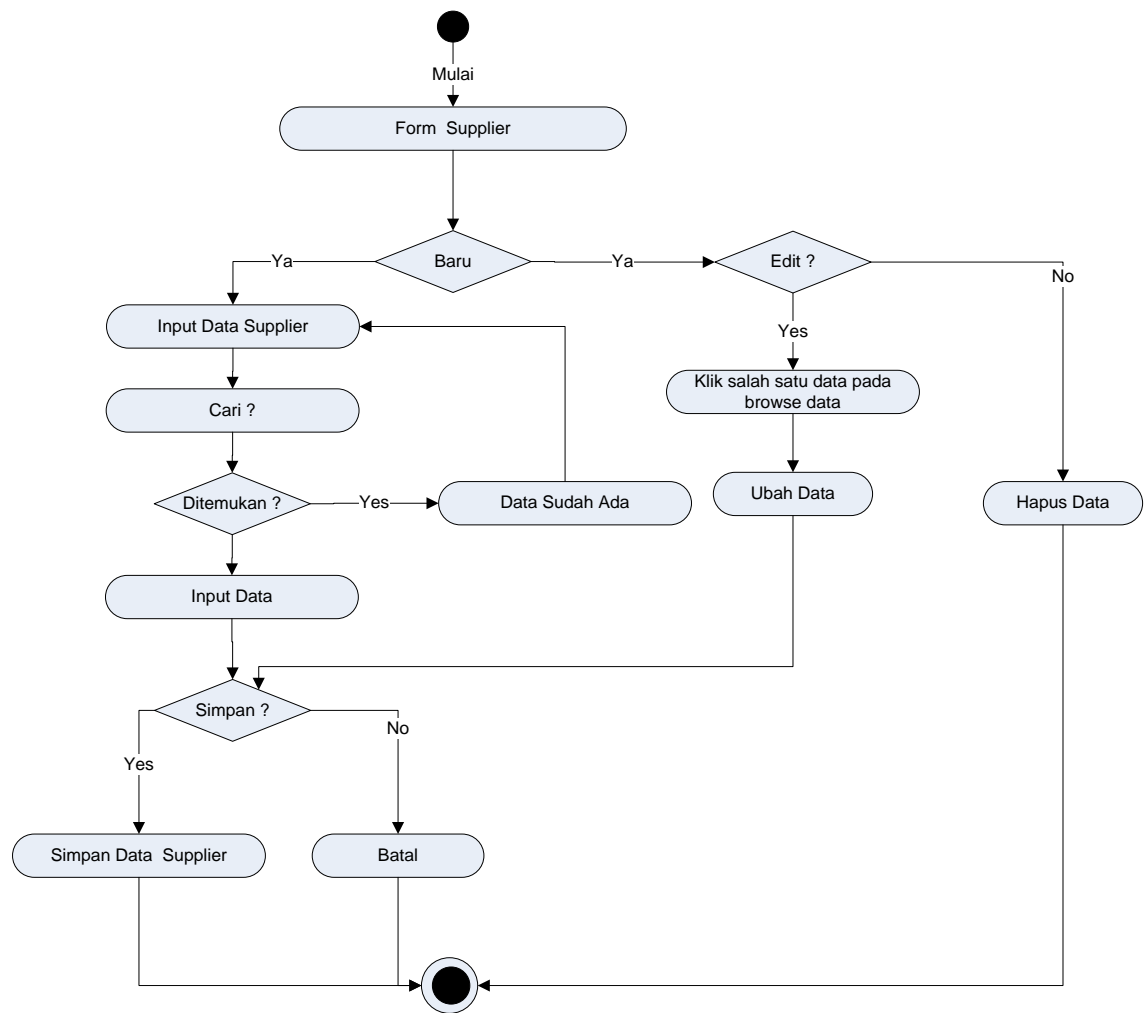 Mulai
Form Supplier
Baru
Ya
Ya
Edit ?
No
Input Data Supplier
Yes
Klik salah satu data pada
browse data
Cari ?
Ditemukan ?
Yes
Data Sudah Ada
Ubah Data
Hapus Data
Input Data
Simpan ?
No
Yes
Simpan Data Supplier
Batal